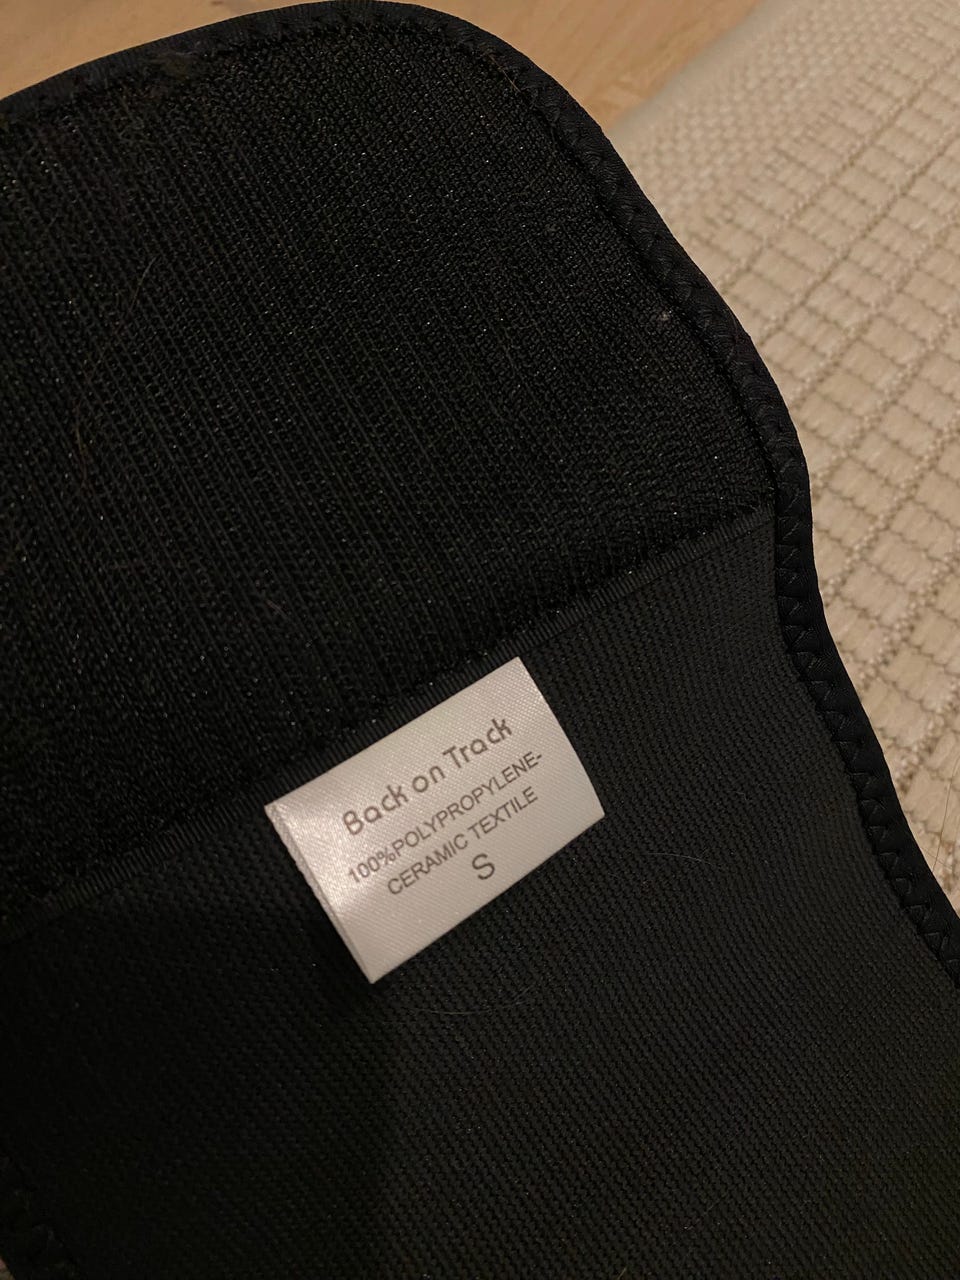 Back on Track
100%POLYPROPYLENE-
CERAMIC TEXTILE
S